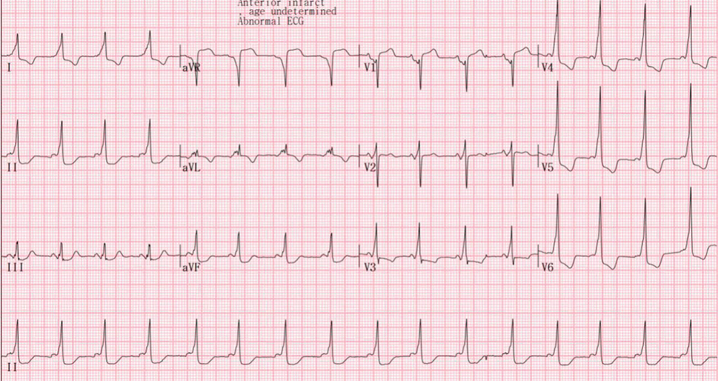 Anterior infarct
, age undetermined
Abnormal ECG
I
aVR
V1
V4
II
aVL
V2
V5
III
aVF
V3
V6
II